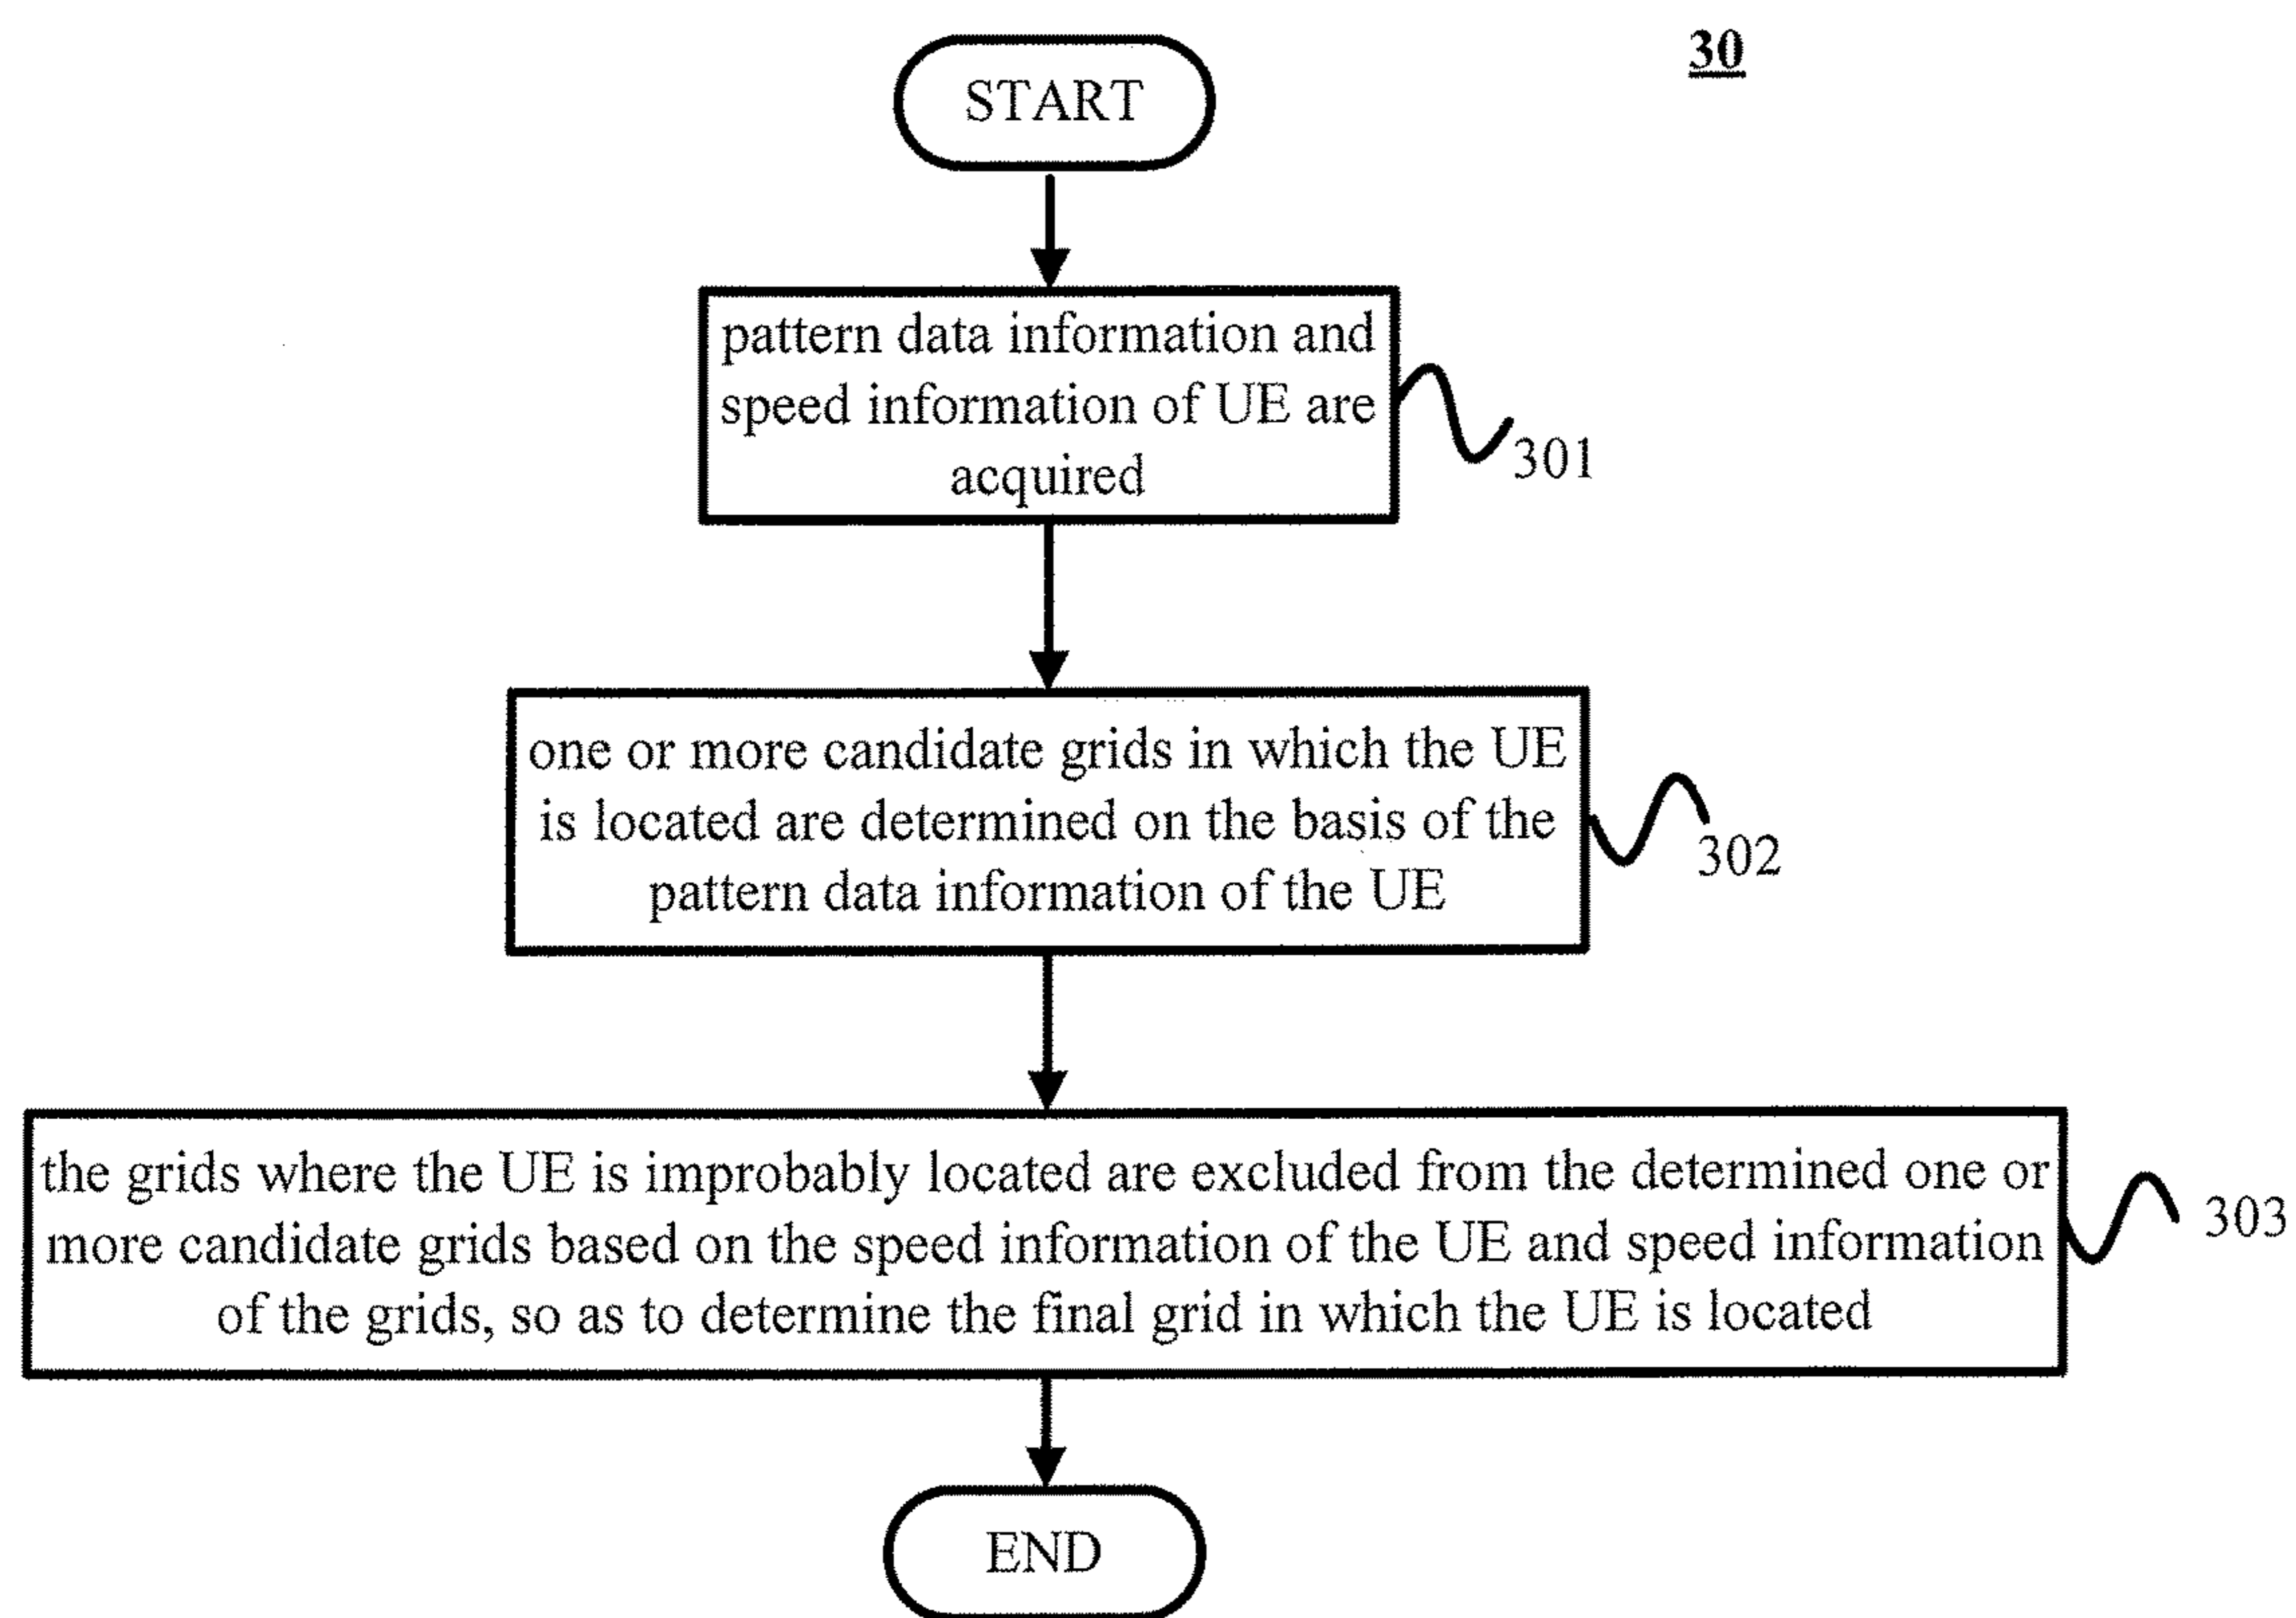 30
START
pattern data information and
speed information of UE are
acquired
301
one or more candidate grids in which the UE
is located are determined on the basis of the
pattern data information of the UE
302
the grids where the UE is improbably located are excluded from the determined one or
more candidate grids based on the speed information of the UE and speed information
of the grids, so as to determine the final grid in which the UE is located
303
END